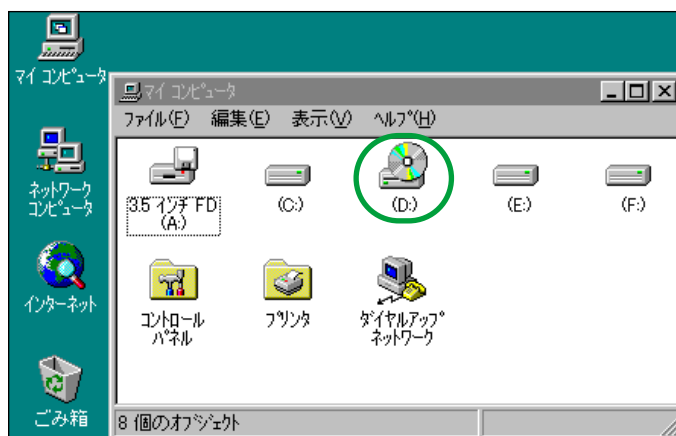 マイ コンピュータ
ネットワーク
コンピュータ
インターネット
ごみ箱
マイ コンピュータ
ファイル(F) 編集(E) 表示(V) ヘルプ(H)
3.5 インチ FD
(A:)
(C:)
(D:)
(E:)
(F:)
コントロール
パネル
プリンタ
ダイヤルアップ
ネットワーク
8 個のオブジェクト